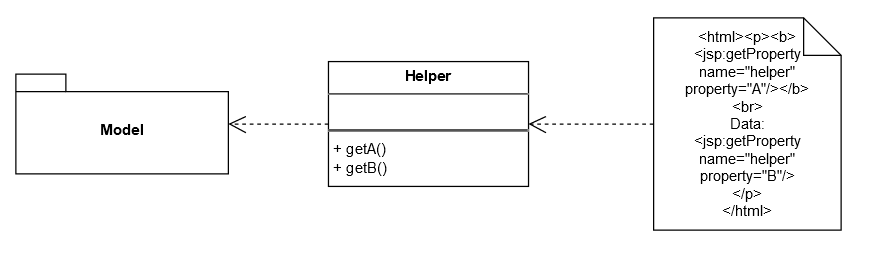 Model
Helper
+ getA()
+ getB()
<html><p><b>
<jsp:getProperty
name="helper"
property="A"/></b>
<br>
Data:
<jsp:getProperty
name="helper"
property="B"/>
</p>
</html>